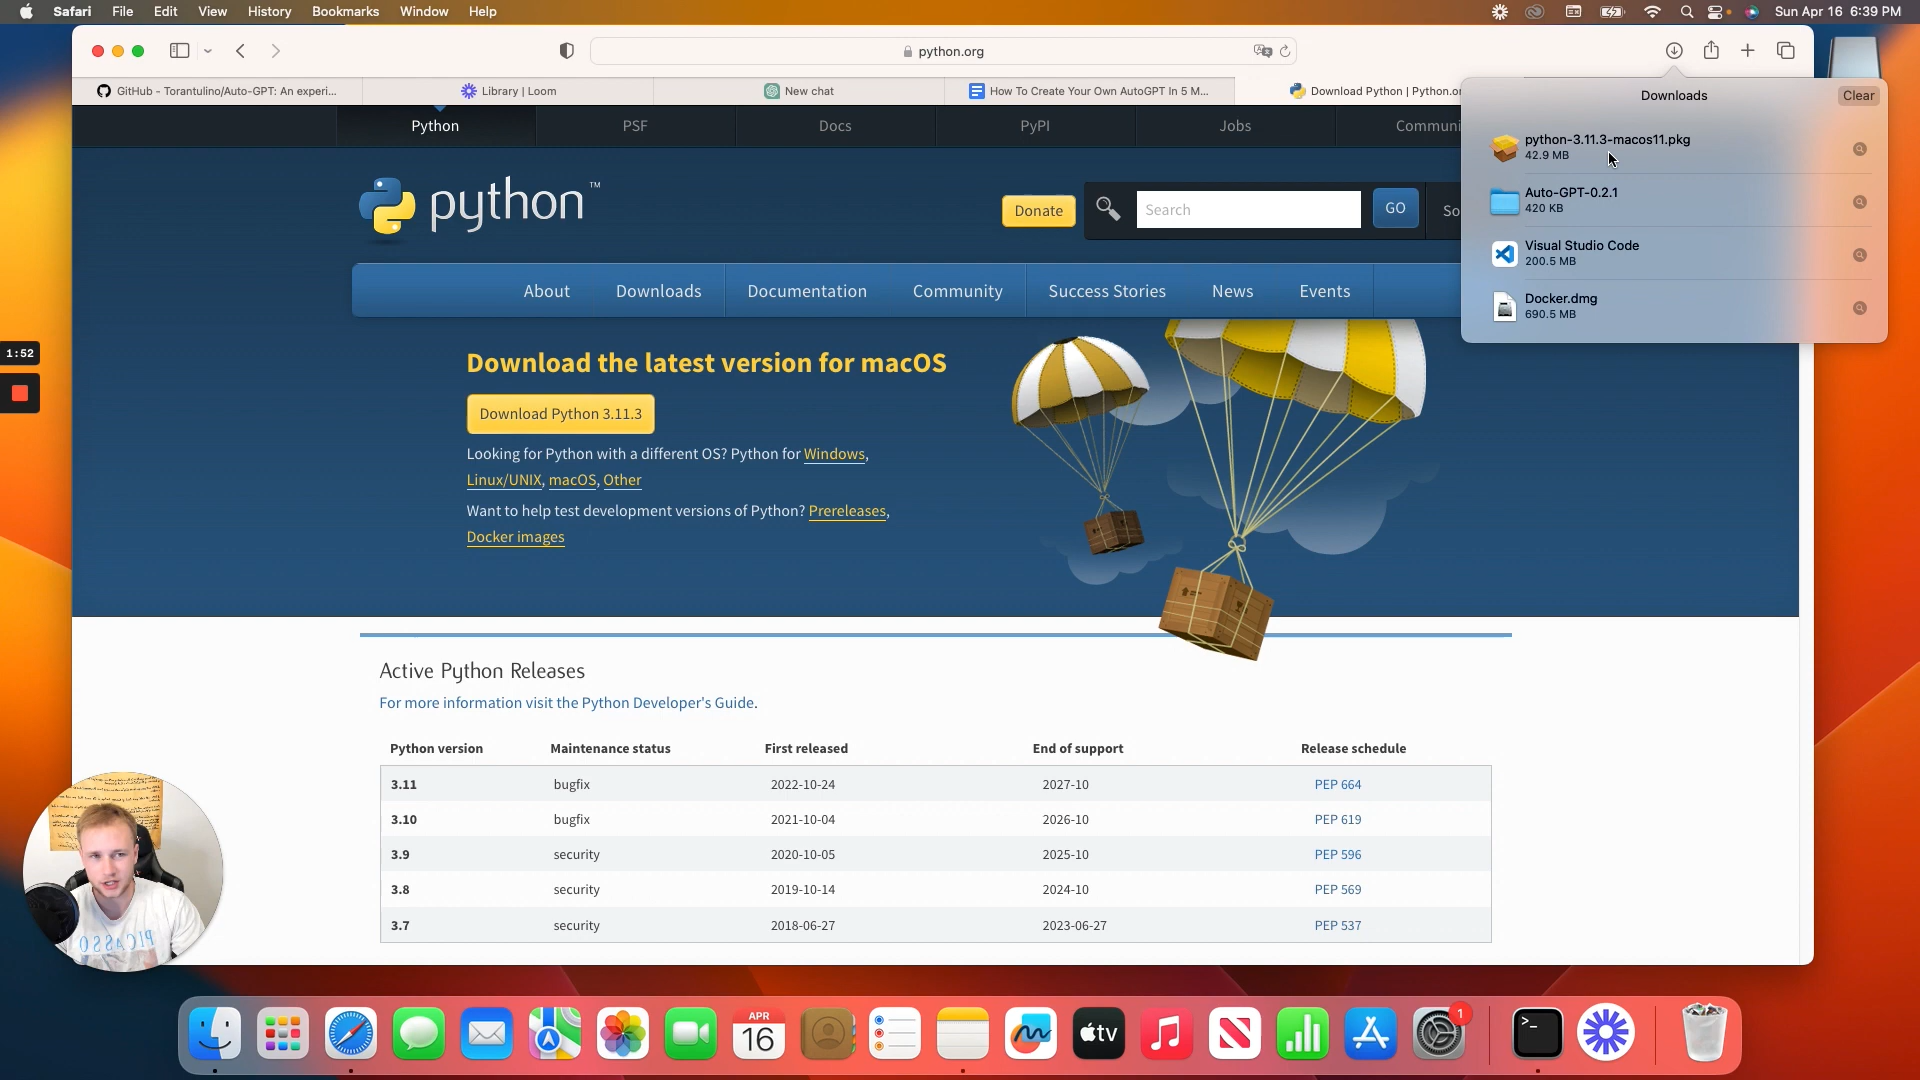 Safari File Edit View History Bookmarks Window Help
Sun Apr 16 6:39 PM
python.org
GitHub - Torantulino/Auto-GPT: An experi...
Library | Loom
New chat
How To Create Your Own AutoGPT In 5 M...
Download Python | Python.or
Downloads
Clear
python-3.11.3-macos11.pkg
42.9 MB
Auto-GPT-0.2.1
420 KB
Visual Studio Code
200.5 MB
Docker.dmg
690.5 MB
Python PSF Docs PyPI Jobs Communi
python™
Donate
Search
GO
So
About Downloads Documentation Community Success Stories News Events
1:52
Download the latest version for macOS
Download Python 3.11.3
Looking for Python with a different OS? Python for Windows,
Linux/UNIX, macOS, Other
Want to help test development versions of Python? Prereleases,
Docker images
Active Python Releases
For more information visit the Python Developer's Guide.
Python version Maintenance status First released End of support Release schedule
3.11 bugfix 2022-10-24 2027-10 PEP 664
3.10 bugfix 2021-10-04 2026-10 PEP 619
3.9 security 2020-10-05 2025-10 PEP 596
3.8 security 2019-10-14 2024-10 PEP 569
3.7 security 2018-06-27 2023-06-27 PEP 537
PICASSO
APR
16
tv
1
>_